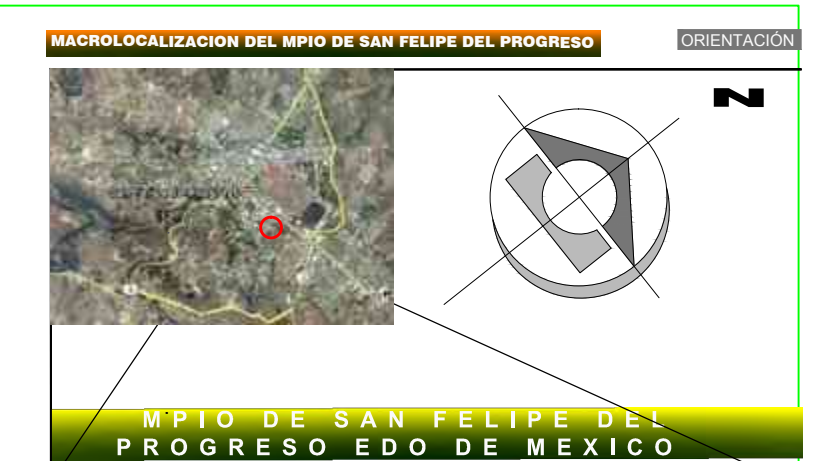 MACROLOCALIZACION DEL MPIO DE SAN FELIPE DEL PROGRESO
ORIENTACIÓN
N
MPIO DE SAN FELIPE DEL
PROGRESO EDO DE MEXICO